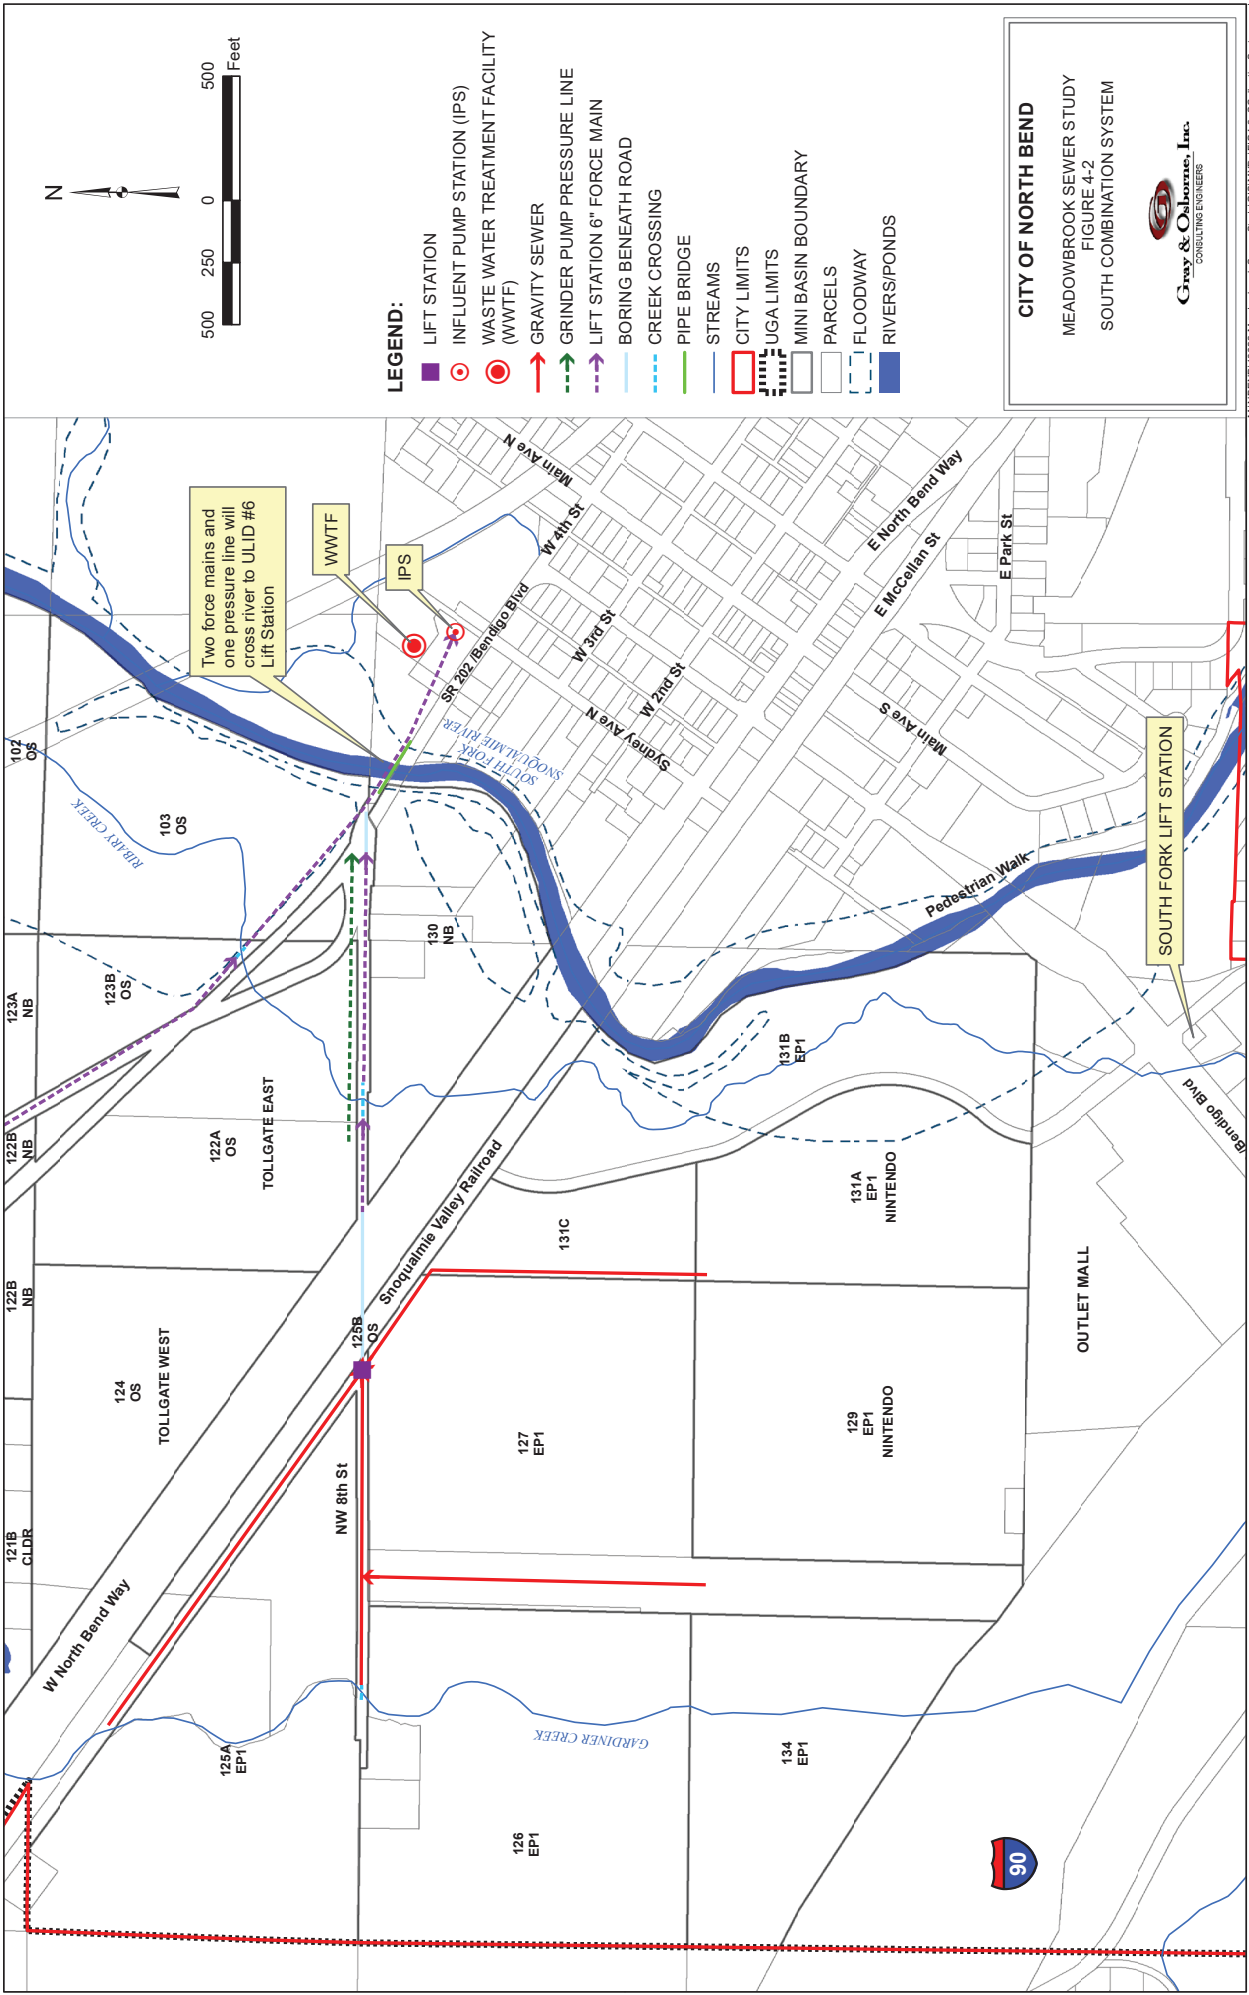 122B
NB
121B
CLDR
122B
NB
123A
NB
102
OS
103
OS
RIBARY CREEK
123B
OS
122A
OS
TOLLGATE EAST
124
OS
TOLLGATE WEST
W North Bend Way
125A
EP1
NW 8th St
125B
OS
Snoqualmie Valley Railroad
130
NB
131C
127
EP1
126
EP1
GARDINER CREEK
134
EP1
129
EP1
NINTENDO
131A
EP1
NINTENDO
131B
EP1
OUTLET MALL
90
/Bendigo Blvd
SOUTH FORK LIFT STATION
Pedestrian Walk
Two force mains and
one pressure line will
cross river to ULID #6
Lift Station
WWTF
IPS
SR 202 /Bendigo Blvd
SOUTH FORK
SNOQUALMIE RIVER
Main Ave N
W 4th St
W 3rd St
W 2nd St
Sydney Ave N
Main Ave S
E North Bend Way
E McCellan St
E Park St
N
500
250
0
500
Feet
LEGEND:
LIFT STATION
INFLUENT PUMP STATION (IPS)
WASTE WATER TREATMENT FACILITY
(WWTF)
GRAVITY SEWER
GRINDER PUMP PRESSURE LINE
LIFT STATION 6" FORCE MAIN
BORING BENEATH ROAD
CREEK CROSSING
PIPE BRIDGE
STREAMS
CITY LIMITS
UGA LIMITS
MINI BASIN BOUNDARY
PARCELS
FLOODWAY
RIVERS/PONDS
CITY OF NORTH BEND
MEADOWBROOK SEWER STUDY
FIGURE 4-2
SOUTH COMBINATION SYSTEM
Gray & Osborne, Inc.
CONSULTING ENGINEERS